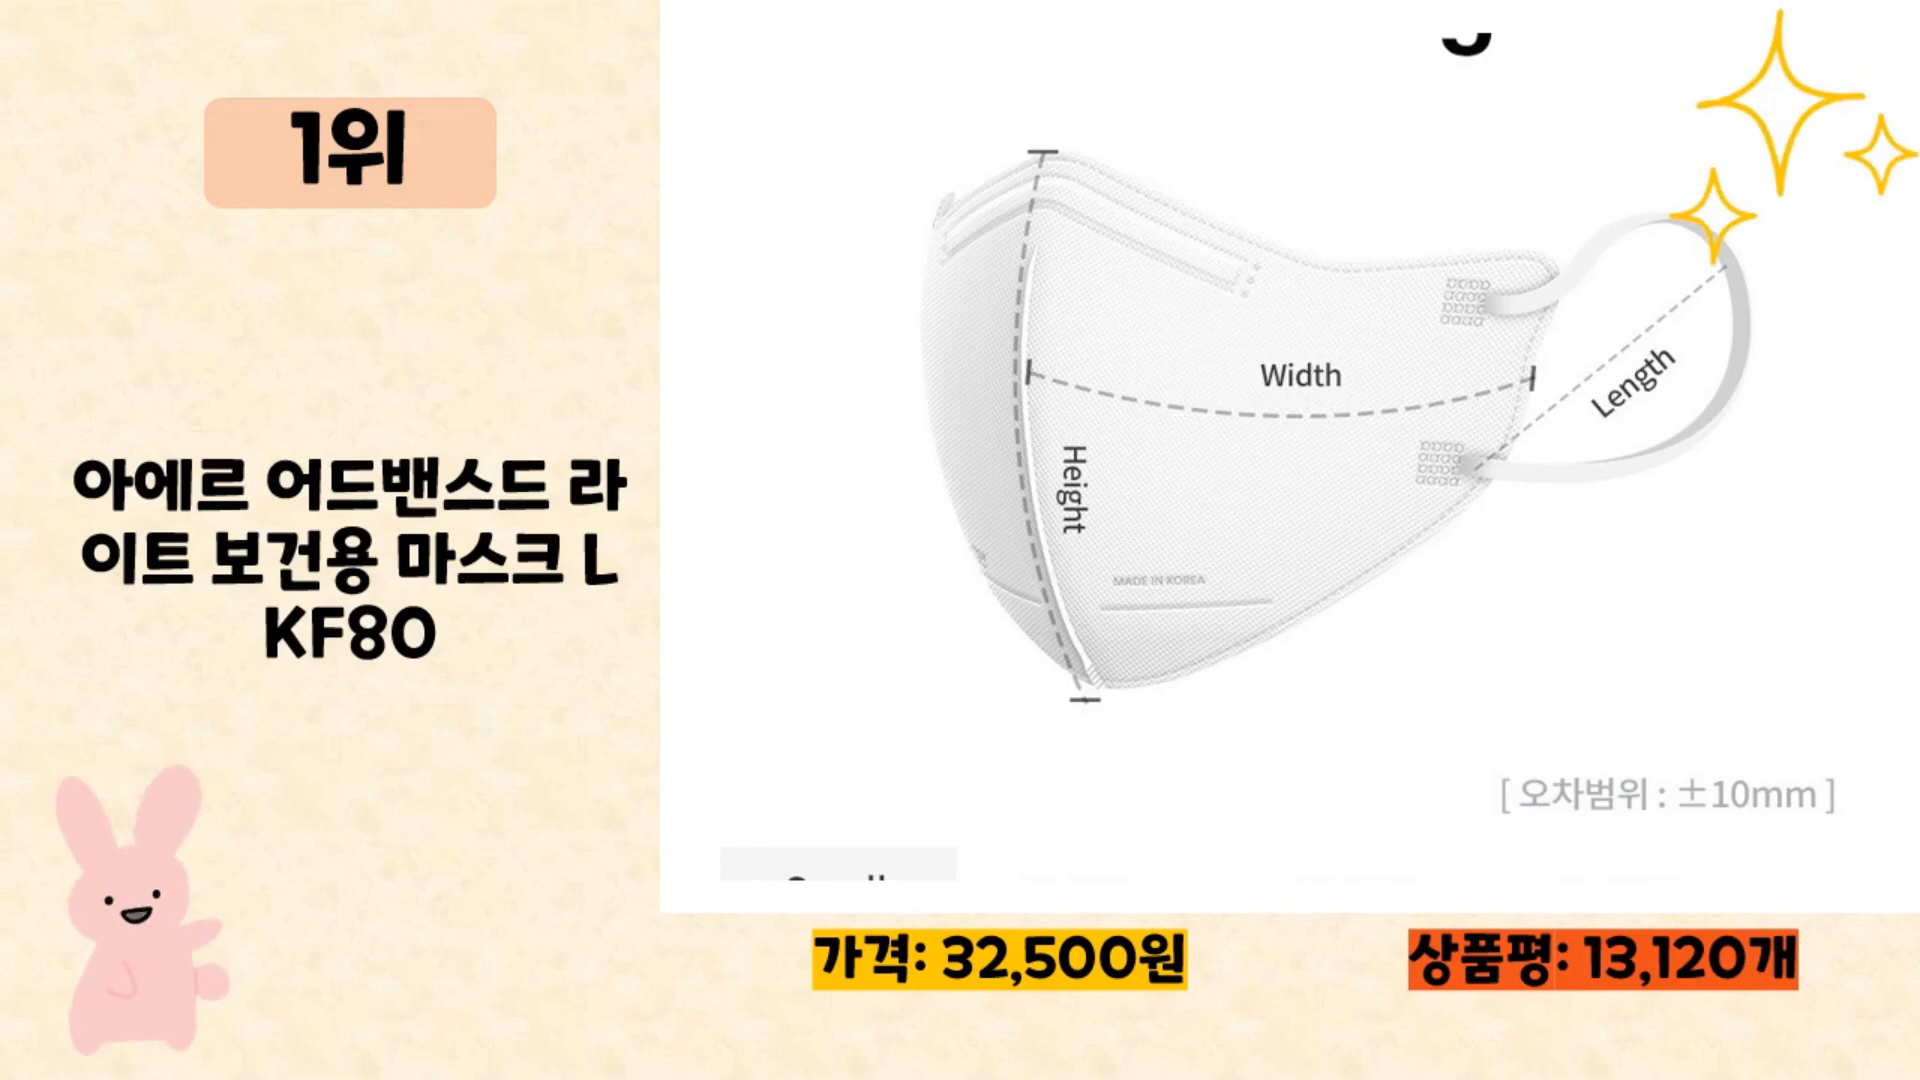 1위
아에르 어드밴스드 라
이트 보건용 마스크 L
KF80
Width
Length
Height
MADE IN KOREA
[ 오차범위 : ±10mm ]
가격: 32,500원
상품평: 13,120개